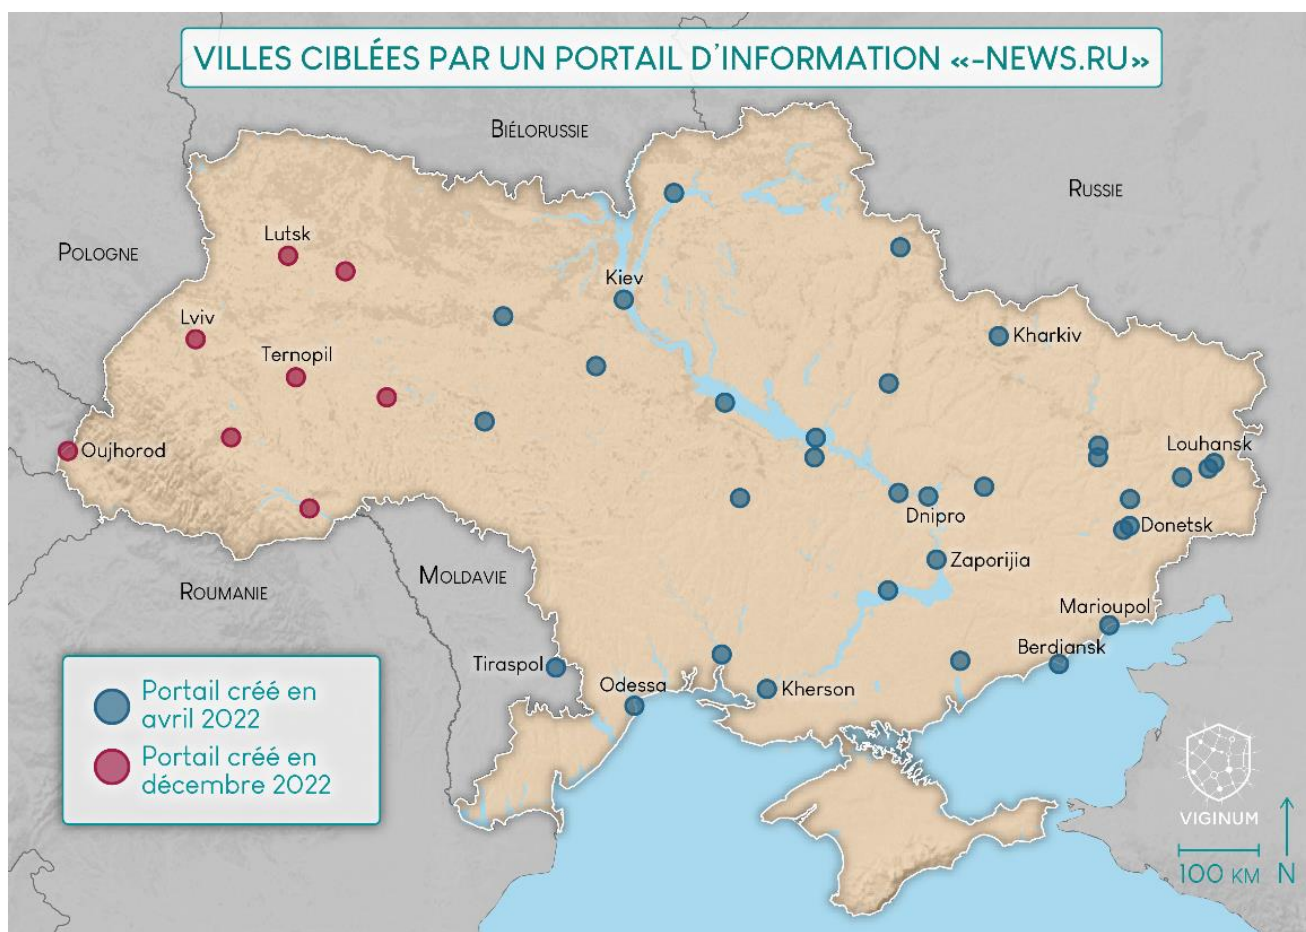 VILLES CIBLÉES PAR UN PORTAIL D'INFORMATION «-NEWS.RU»
BIÉLORUSSIE
RUSSIE
POLOGNE
Lutsk
Kiev
Lviv
Kharkiv
Ternopil
Oujhorod
Louhansk
Dnipro
Donetsk
Zaporijia
MOLDAVIE
ROUMANIE
Marioupol
Berdiansk
Tiraspol
Odessa
Kherson
Portail créé en
avril 2022
Portail créé en
décembre 2022
VIGINUM
100 KM
N